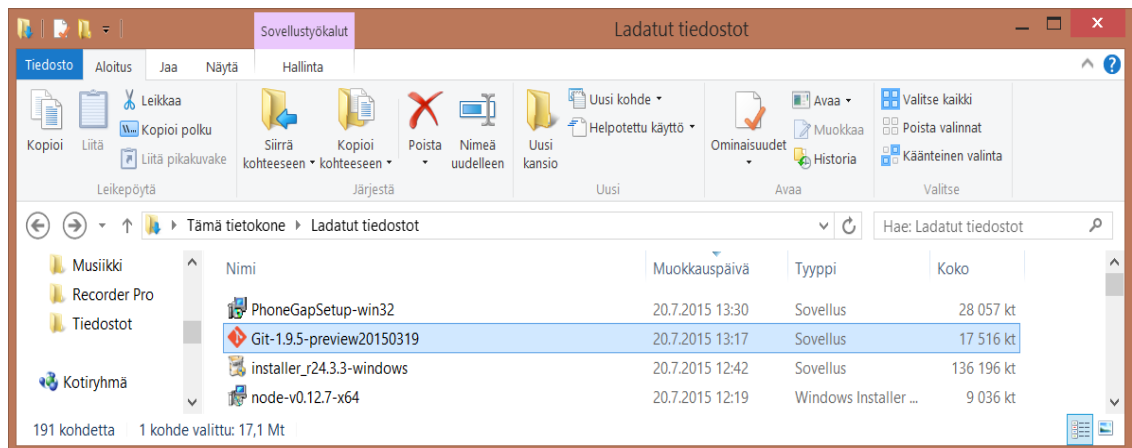 Sovellustyökalut
Ladatut tiedostot
Tiedosto Aloitus Jaa Näytä Hallinta
Kopioi
Liitä
Leikkaa
Kopioi polku
Liitä pikakuvake
Leikepöytä
Siirrä kohteeseen
Kopioi kohteeseen
Poista
Nimeä uudelleen
Järjestä
Uusi kansio
Uusi kohde
Helpotettu käyttö
Uusi
Ominaisuudet
Avaa
Muokkaa
Historia
Avaa
Valitse kaikki
Poista valinnat
Käänteinen valinta
Valitse
Tämä tietokone Ladatut tiedostot
Hae: Ladatut tiedostot
Musiikki
Recorder Pro
Tiedostot
Kotiryhmä
Nimi Muokkauspäivä Tyyppi Koko
PhoneGapSetup-win32 20.7.2015 13:30 Sovellus 28 057 kt
Git-1.9.5-preview20150319 20.7.2015 13:17 Sovellus 17 516 kt
installer_r24.3.3-windows 20.7.2015 12:42 Sovellus 136 196 kt
node-v0.12.7-x64 20.7.2015 12:19 Windows Installer ... 9 036 kt
191 kohdetta 1 kohde valittu: 17,1 Mt